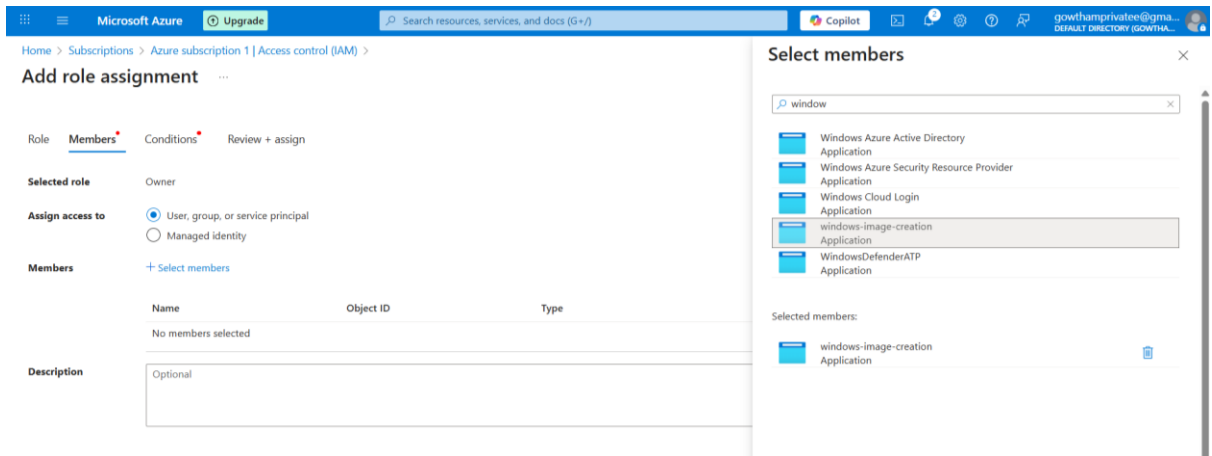 Microsoft Azure
Upgrade
Search resources, services, and docs (G+/)
Copilot
2
gowthamprivatee@gma...
DEFAULT DIRECTORY (GOWTHA...
Home > Subscriptions > Azure subscription 1 | Access control (IAM) >
Add role assignment ...
Role Members Conditions Review + assign
Selected role Owner
Assign access to User, group, or service principal
Managed identity
Members + Select members
Name Object ID Type
No members selected
Description Optional
Select members
window
Windows Azure Active Directory
Application
Windows Azure Security Resource Provider
Application
Windows Cloud Login
Application
windows-image-creation
Application
WindowsDefenderATP
Application
Selected members:
windows-image-creation
Application